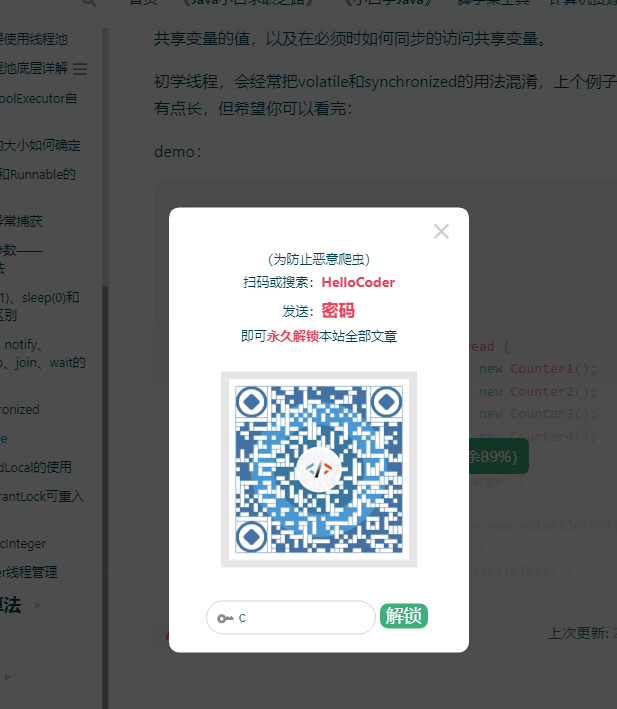 首页 《Java小白求职之路》 《小白学Java》 脚手架工具 计算机资源
要使用线程池
程池底层详解
oolExecutor自
的大小如何确定
和Runnable的
异常捕获
参数——
法
1)、sleep(0)和
区别
notify、
o、join、wait的
ronized
e
dLocal的使用
rantLock可重入
icInteger
er线程管理
算法
共享变量的值，以及在必须时如何同步的访问共享变量。
初学线程，会经常把volatile和synchronized的用法混淆，上个例子
有点长，但希望你可以看完：
demo：
（为防止恶意爬虫）
扫码或搜索：HelloCoder
发送：密码
即可永久解锁本站全部文章
C
解锁
ead {
new Counter1();
new Counter2();
new Counter3();
new Counter4();
余89%)
args) {
= new VolatileTest
{
latileTest();
上次更新: 2